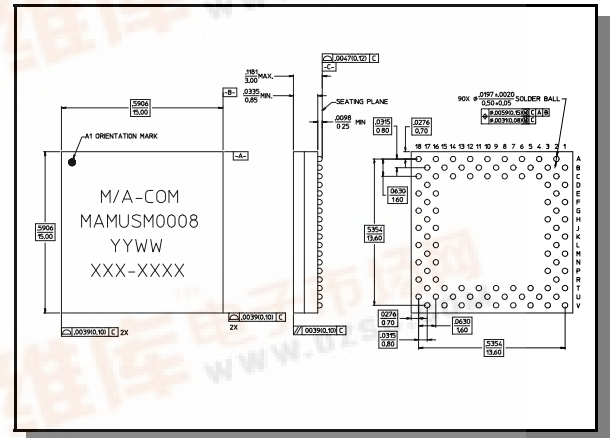 .0047(0.12) C
-C-
.1181 MAX.
3.00
.0335 MIN.
0,85
-B-
SEATING PLANE
.0098 MIN
0 25
.5906
15.00
A1 ORIENTATION MARK
-A-
M/A-COM
MAMUSM0008
YYWW
XXX-XXXX
.5906
15.00
.0039(0,10) C 2X
.0039(0,10) C
2X
// 0039(0,10) C
90X ø .0197±.0020 SOLDER BALL
0,50±0,05
ø.0059(0,15) C A B
ø.0031(0,08) C
.0315
0 80
.0276
0,70
18 17 16 15 14 13 12 11 10 9 8 7 6 5 4 3 2 1
A
B
C
D
E
F
G
H
J
K
L
M
N
P
R
T
U
V
.0630
1 60
.5354
13,60
.0276
0 70
.0315
0,80
.0630
1,60
.5354
13,60